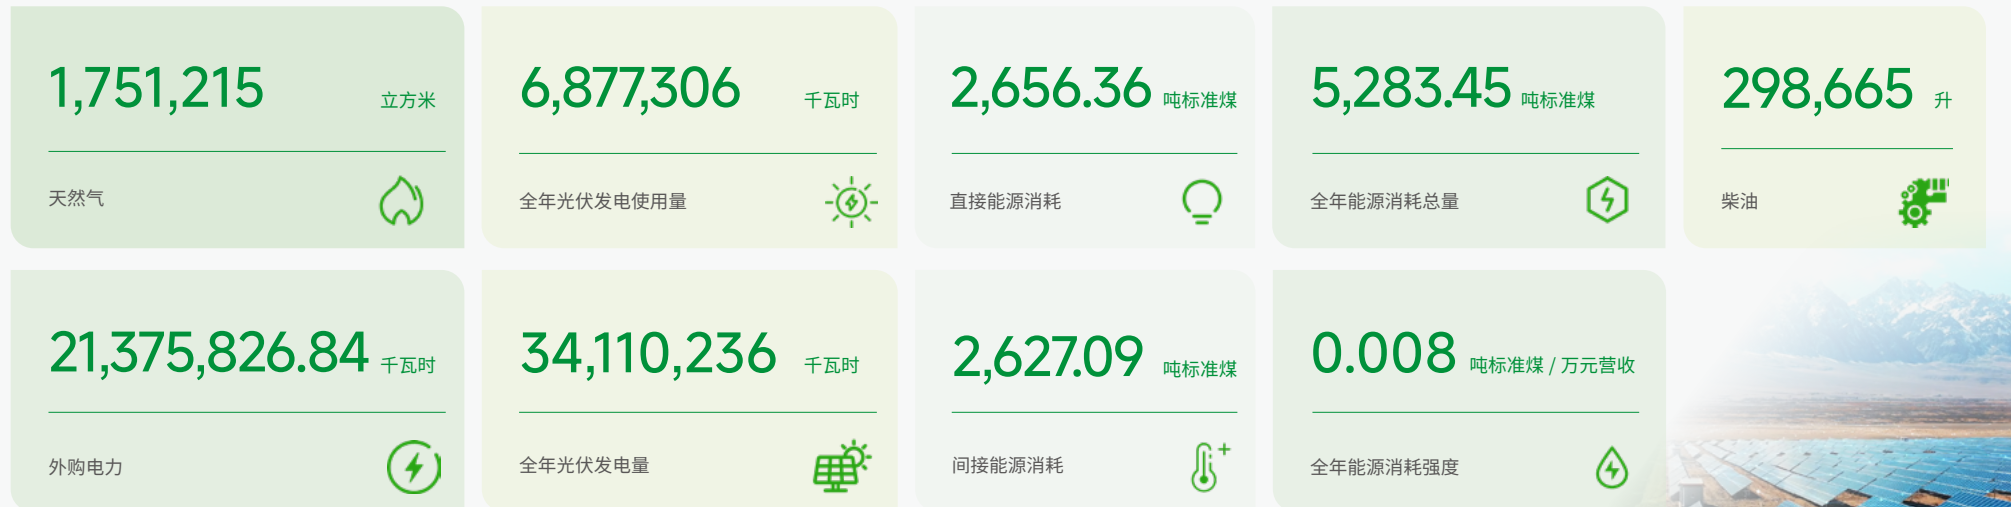 1,751,215 立方米
天然气
6,877,306 千瓦时
全年光伏发电使用量
2,656.36 吨标准煤
直接能源消耗
5,283.45 吨标准煤
全年能源消耗总量
298,665 升
柴油
21,375,826.84 千瓦时
外购电力
34,110,236 千瓦时
全年光伏发电量
2,627.09 吨标准煤
间接能源消耗
0.008 吨标准煤 / 万元营收
全年能源消耗强度